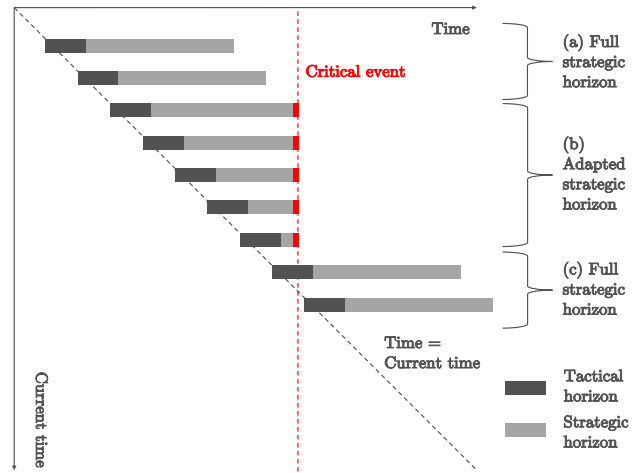 Time
Critical event
(a) Full
strategic
horizon
(b)
Adapted
strategic
horizon
(c) Full
strategic
horizon
Time =
Current time
Current time
Tactical
horizon
Strategic
horizon